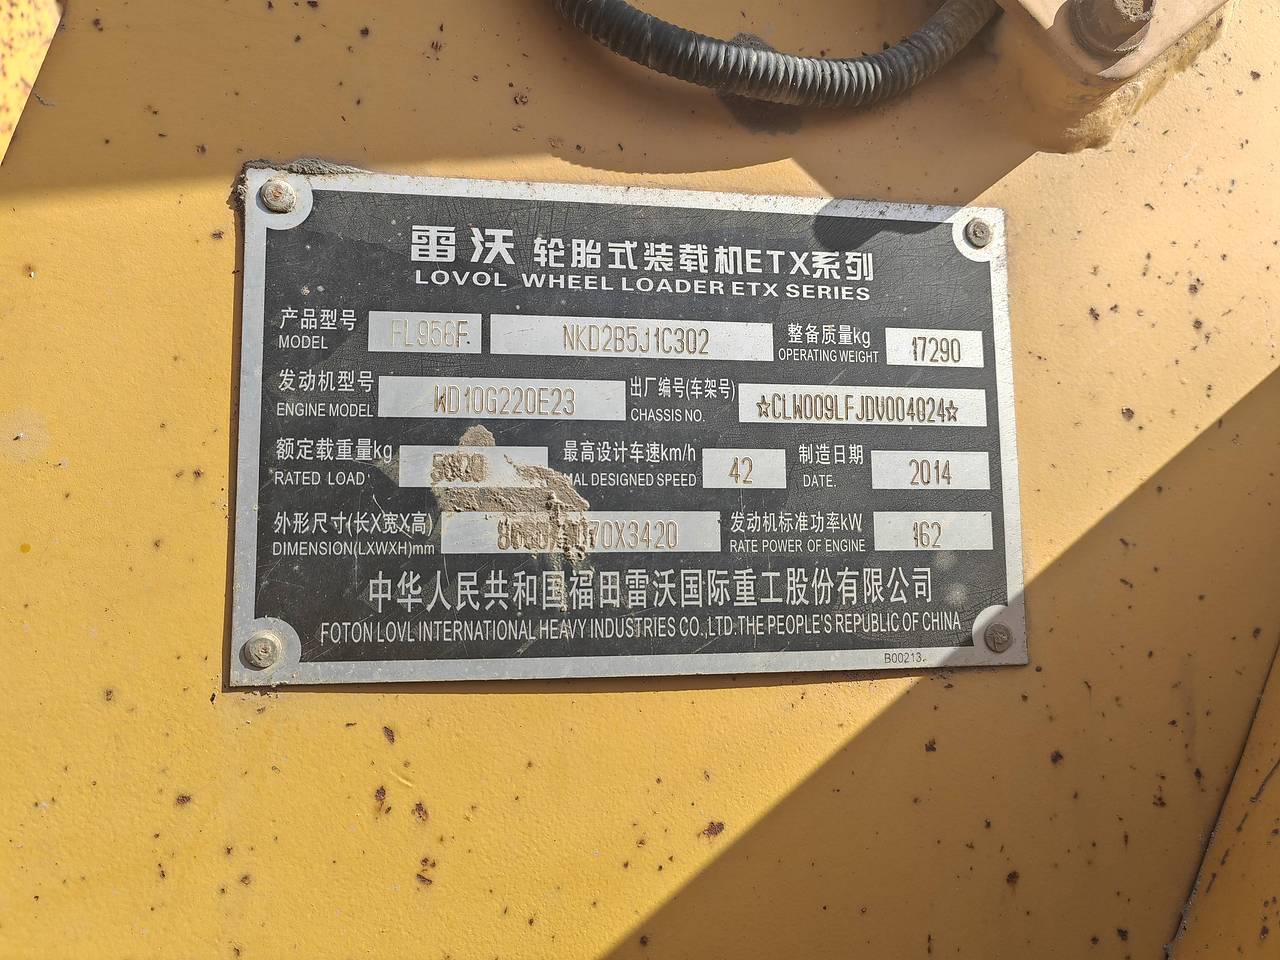 雷沃 轮胎式装载机ETX系列
LOVOL WHEEL LOADER ETX SERIES
产品型号 FL956F NKD2B5J1C302 整备质量kg 17290
MODEL OPERATING WEIGHT
发动机型号 WD10G220E23 出厂编号(车架号) ☆CLW009LFJDV004024☆
ENGINE MODEL CHASSIS NO.
额定载重量kg 最高设计车速km/h 42 制造日期 2014
RATED LOAD DESIGNED SPEED DATE.
外形尺寸(长X宽X高) 70X3420 发动机标准功率kW 162
DIMENSION(LXWXH)mm RATE POWER OF ENGINE
中华人民共和国福田雷沃国际重工股份有限公司
FOTON LOVL INTERNATIONAL HEAVY INDUSTRIES CO.,LTD.THE PEOPLE'S REPUBLIC OF CHINA
B00213.